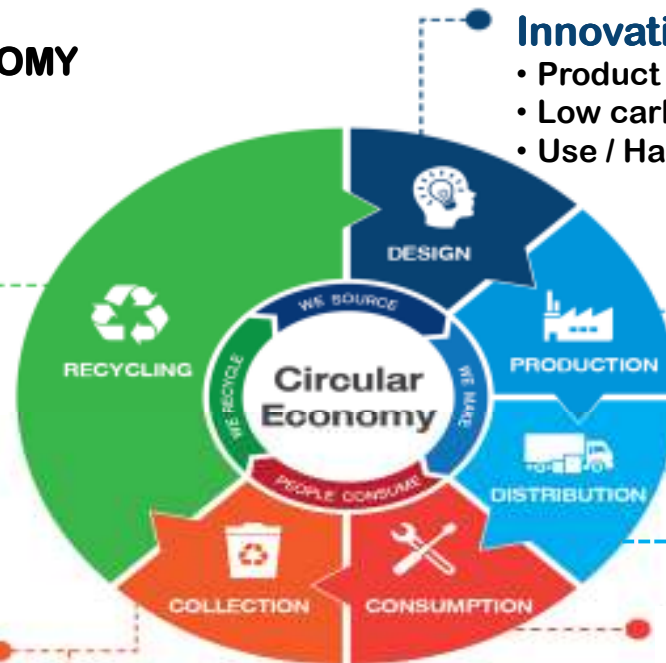 OMY
Innovati
• Product
• Low carl
• Use / Ha
DESIGN
WE SOURCE
RECYCLING
WE RECYCLE
Circular
Economy
WE MAKE
PRODUCTION
DISTRIBUTION
PEOPLE CONSUME
COLLECTION
CONSUMPTION